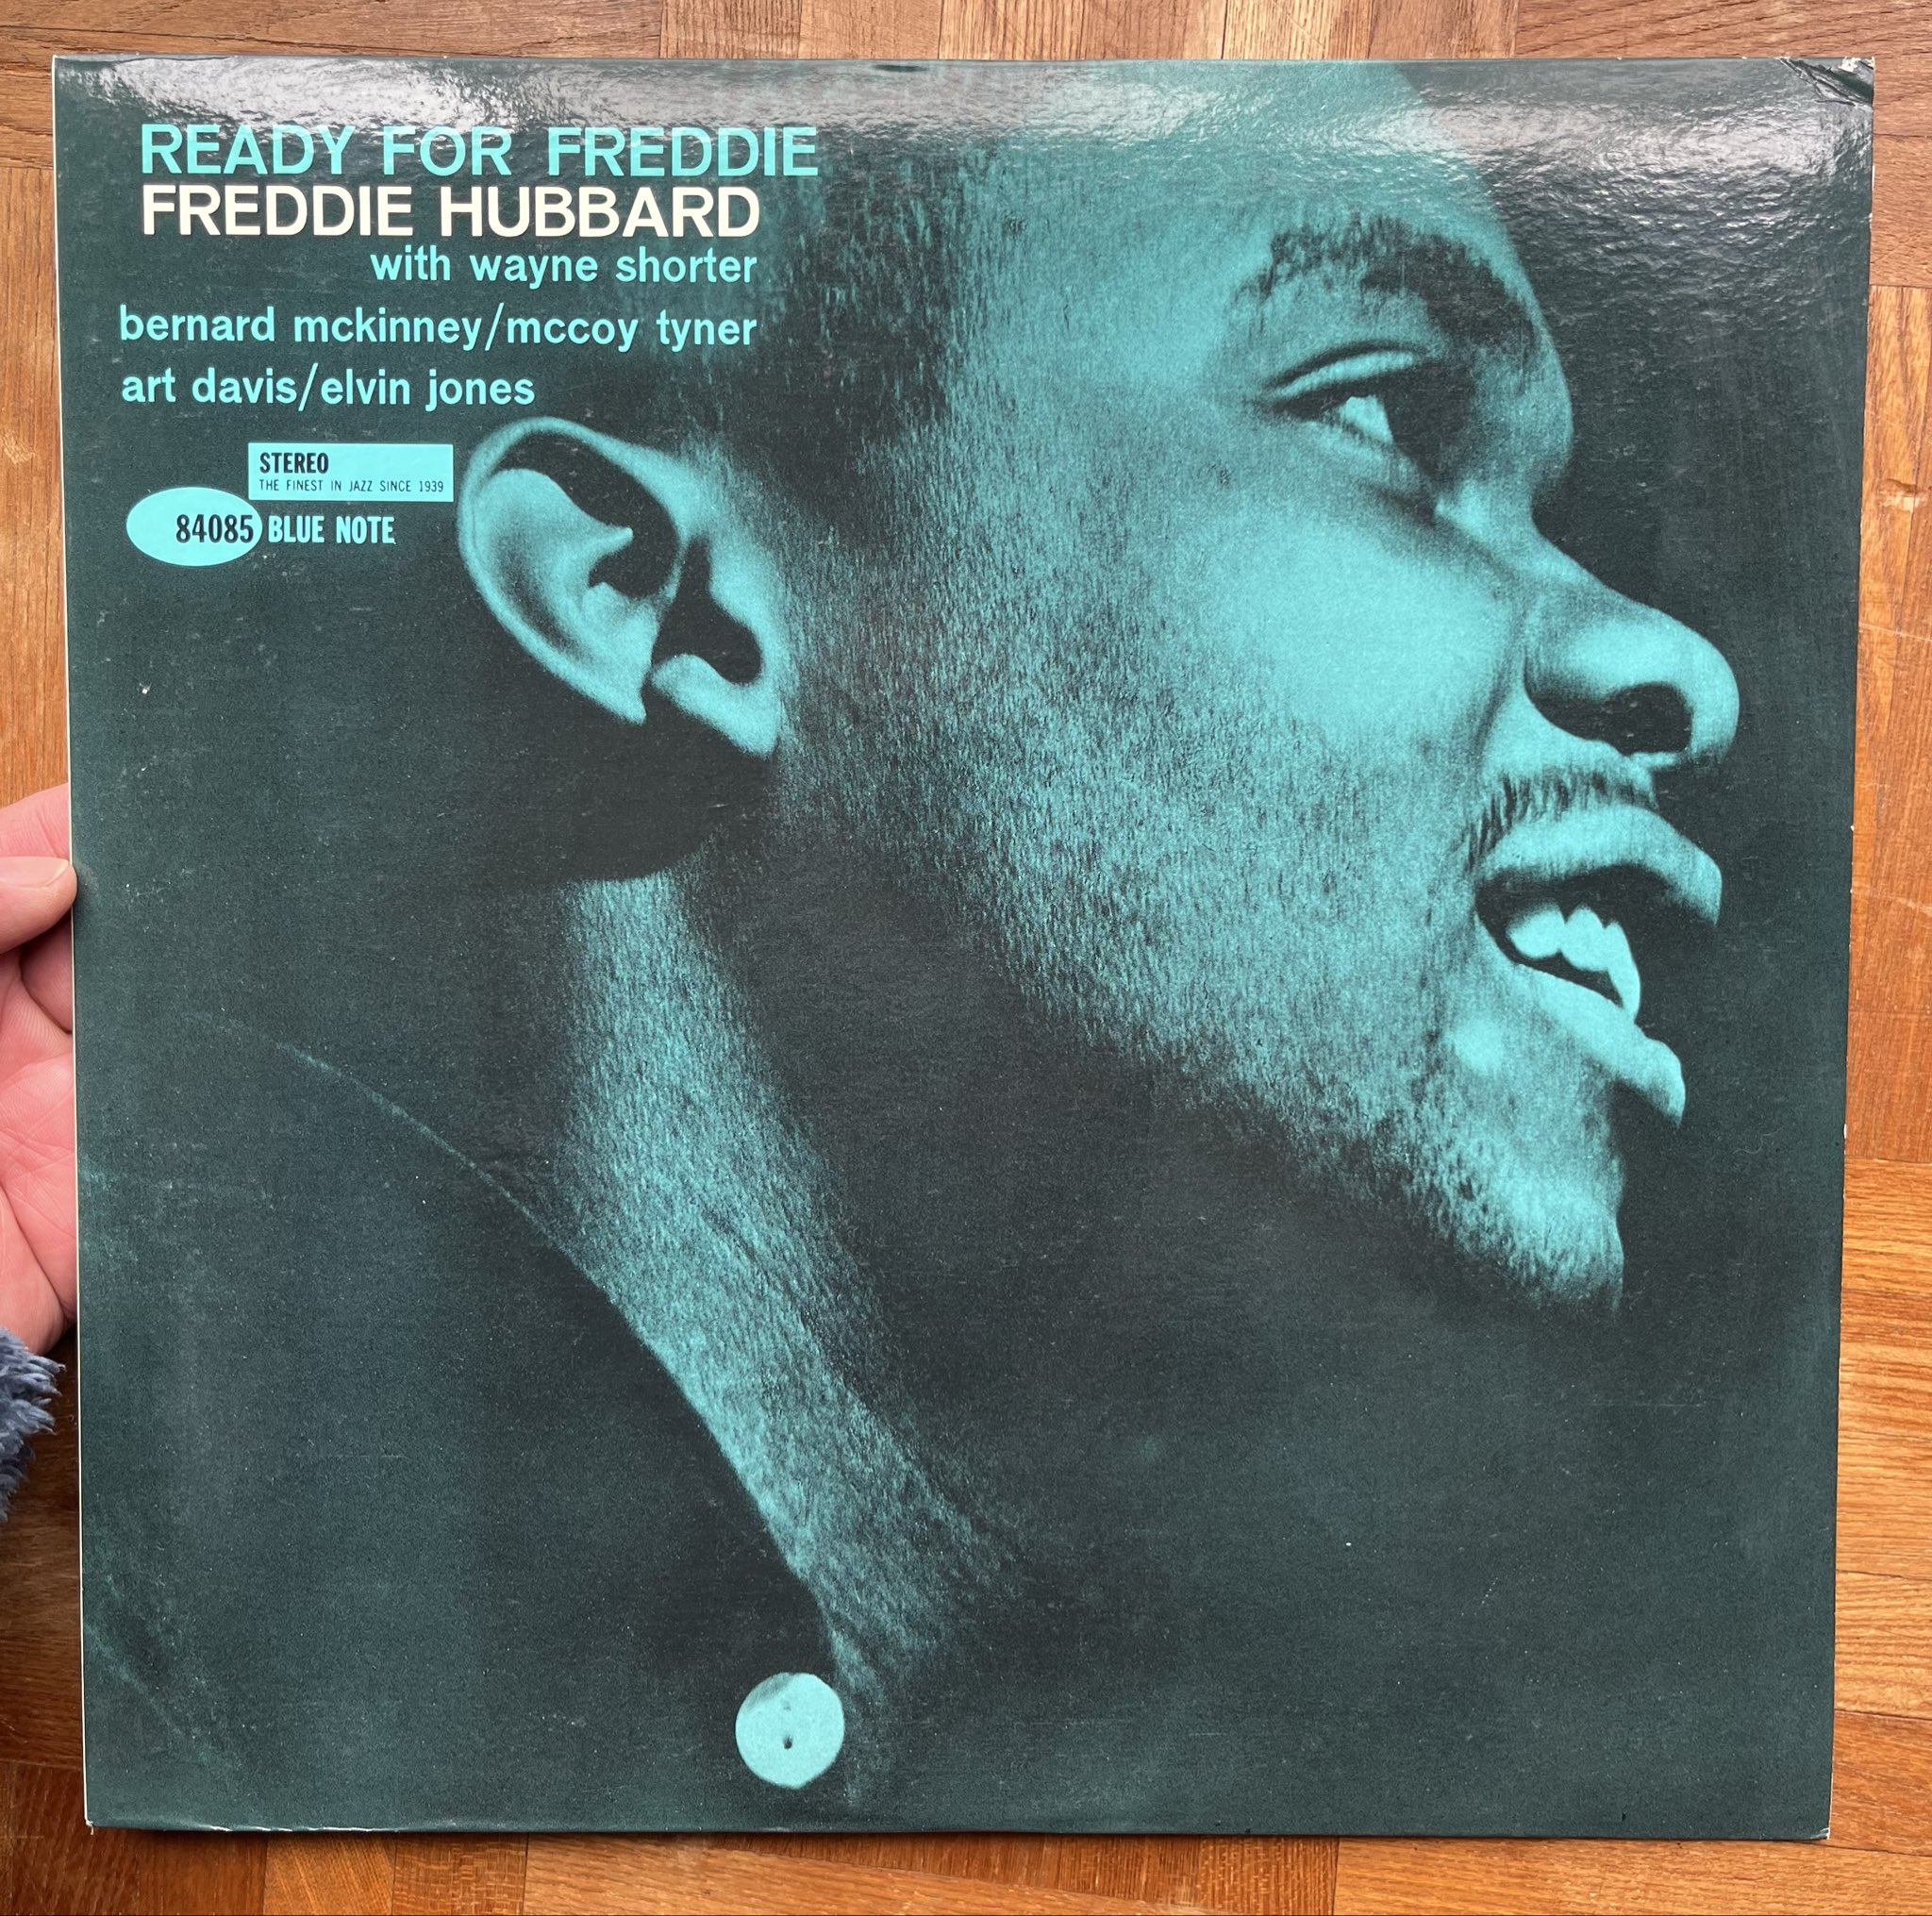 READY FOR FREDDIE
FREDDIE HUBBARD
with wayne shorter
bernard mckinney/mccoy tyner
art davis/elvin jones
STEREO
THE FINEST IN JAZZ SINCE 1939
84085 BLUE NOTE